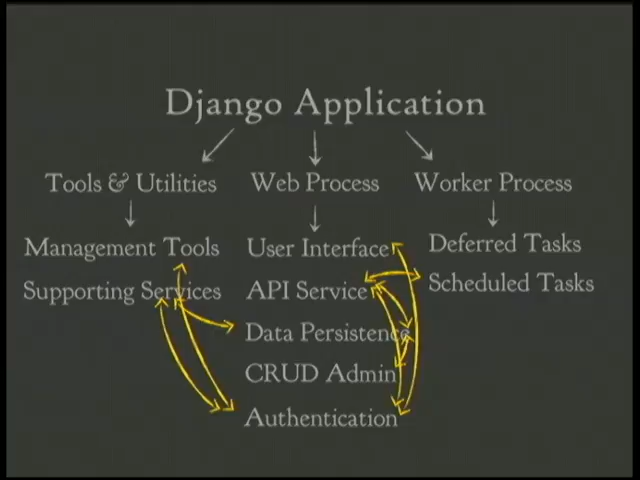 Django Application
Tools & Utilities
Web Process
Worker Process
Management Tools
Supporting Services
User Interface
API Service
Data Persistence
CRUD Admin
Authentication
Deferred Tasks
Scheduled Tasks